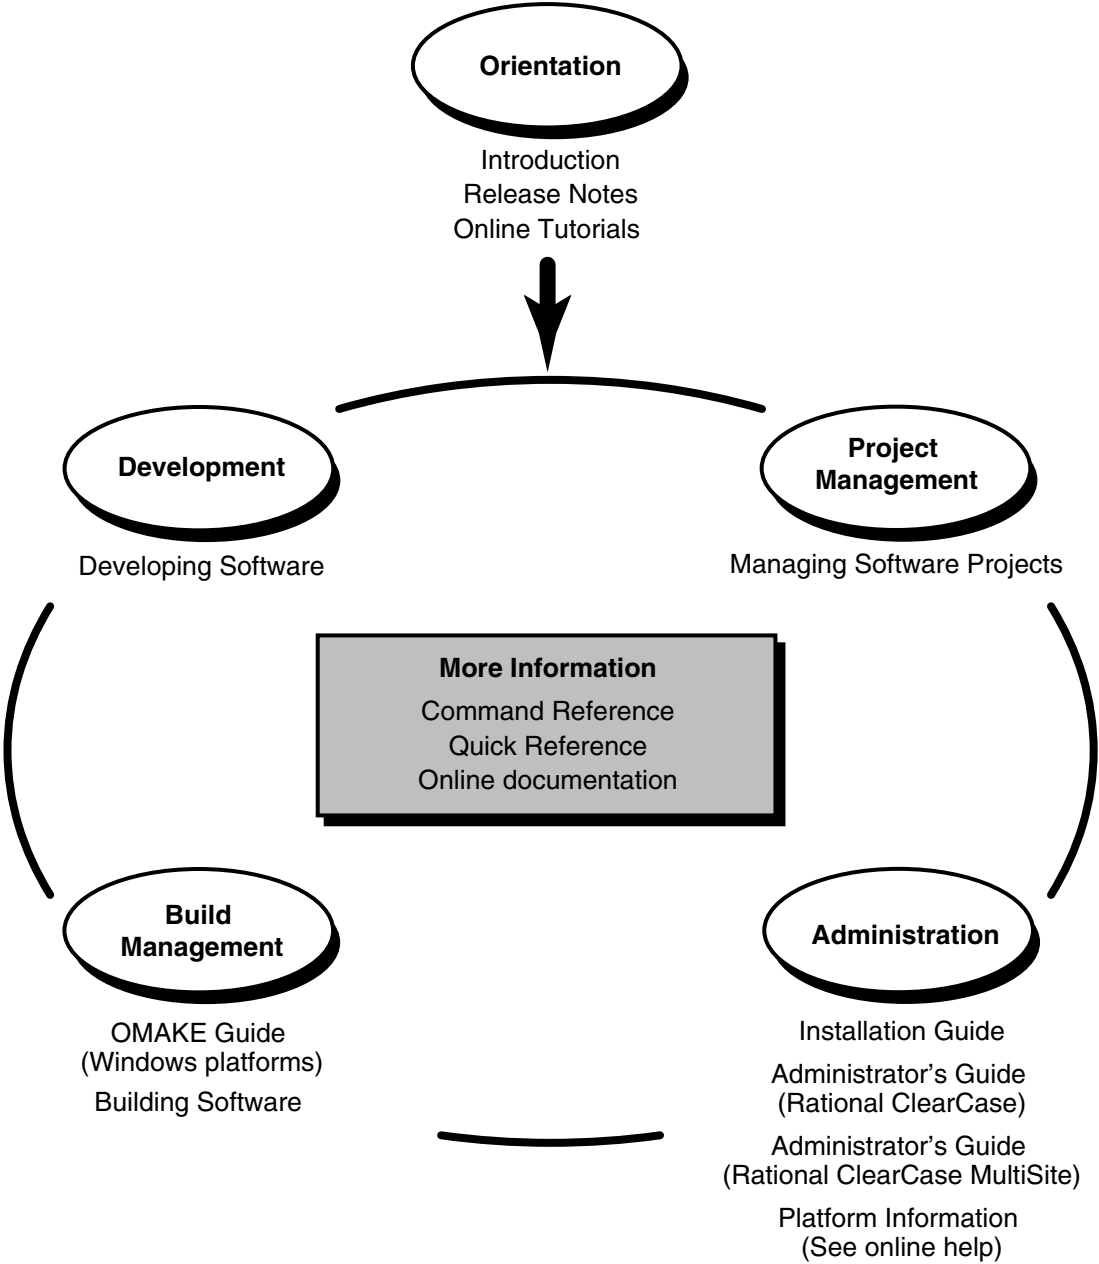 Orientation
Introduction
Release Notes
Online Tutorials
Development
Developing Software
Project
Management
Managing Software Projects
More Information
Command Reference
Quick Reference
Online documentation
Build
Management
OMAKE Guide
(Windows platforms)
Building Software
Administration
Installation Guide
Administrator’s Guide
(Rational ClearCase)
Administrator’s Guide
(Rational ClearCase MultiSite)
Platform Information
(See online help)